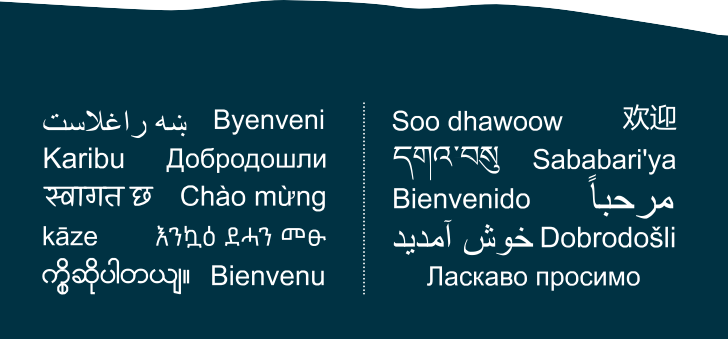 ښه راغلاست Byenveni
Karibu Добродошли
स्वागत छ Chào mừng
kāze እንኳዕ ደሓን መፁ
ကြိုဆိုပါတယ်။ Bienvenu
Soo dhawoow 欢迎
དགའ་བསུ Sababari'ya
Bienvenido مرحباً
خوش آمدید Dobrodošli
Ласкаво просимо